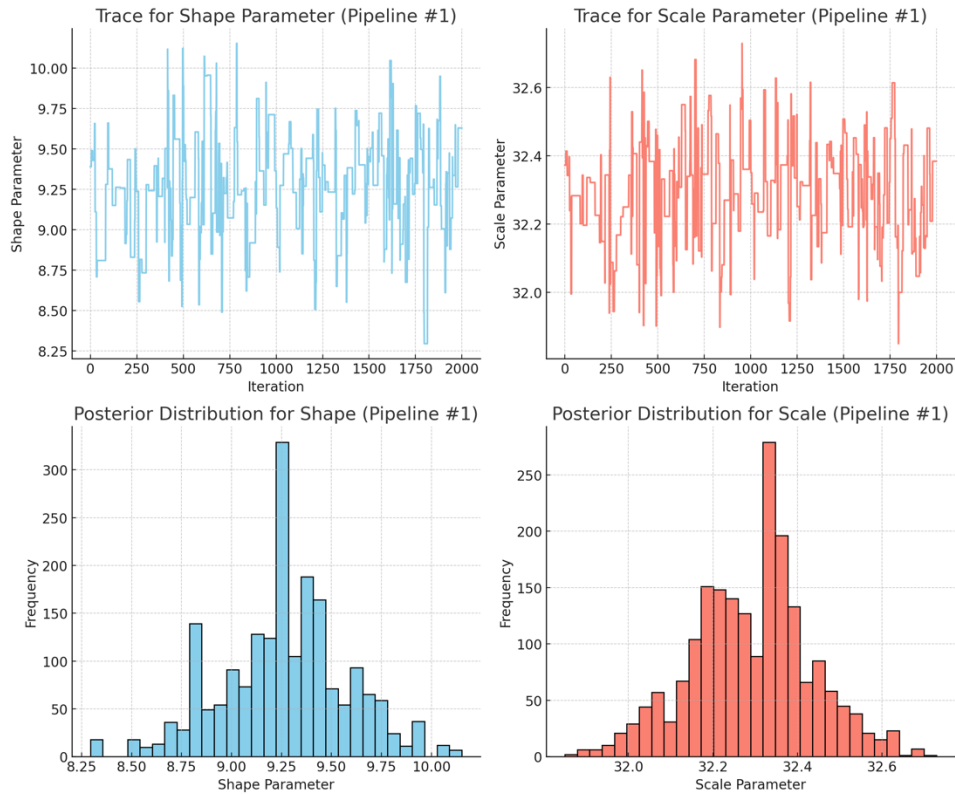 Trace for Shape Parameter (Pipeline #1)
10.00
9.75
9.50
9.25
9.00
8.75
8.50
8.25
Shape Parameter
0 250 500 750 1000 1250 1500 1750 2000
Iteration
Trace for Scale Parameter (Pipeline #1)
32.6
32.4
32.2
32.0
Scale Parameter
0 250 500 750 1000 1250 1500 1750 2000
Iteration
Posterior Distribution for Shape (Pipeline #1)
300
250
200
150
100
50
0
Frequency
8.25 8.50 8.75 9.00 9.25 9.50 9.75 10.00
Shape Parameter
Posterior Distribution for Scale (Pipeline #1)
250
200
150
100
50
0
Frequency
32.0 32.2 32.4 32.6
Scale Parameter